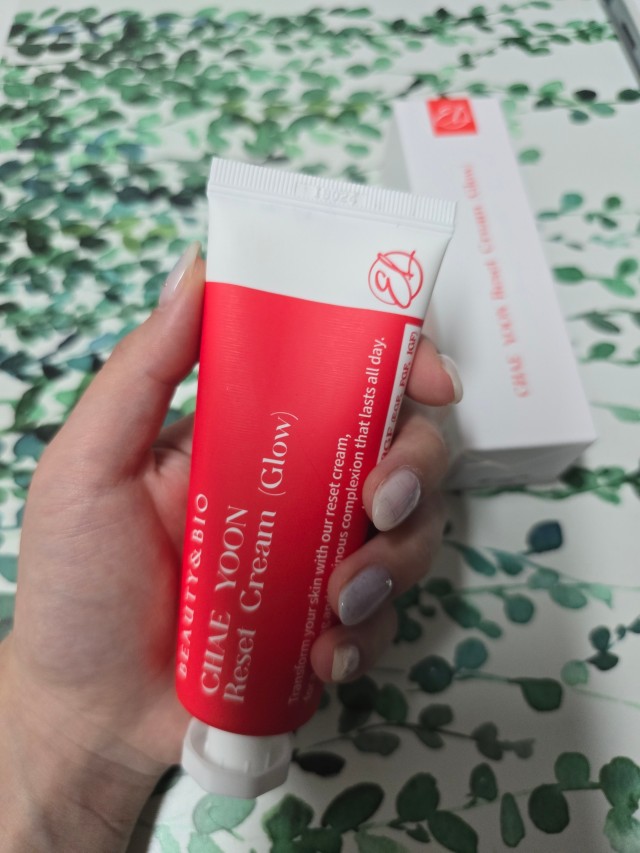 BEAUTY&BIO
CHAE YOON
Reset Cream (Glow)
Transform your skin with our reset cream,
luminous complexion that lasts all day.
CHAE YOON Reset Cream Glow